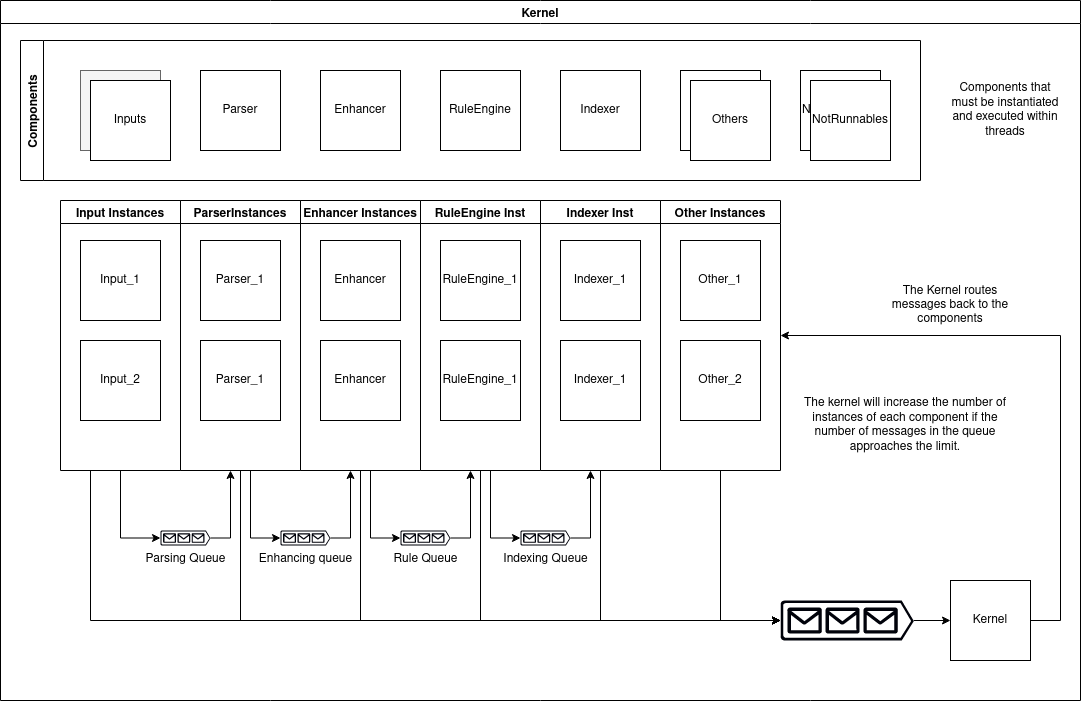 Kernel
Components
Inputs
Parser
Enhancer
RuleEngine
Indexer
Others
N
NotRunnables
Components that
must be instantiated
and executed within
threads
Input Instances
ParserInstances
Enhancer Instances
RuleEngine Inst
Indexer Inst
Other Instances
Input_1
Parser_1
Enhancer
RuleEngine_1
Indexer_1
Other_1
Input_2
Parser_1
Enhancer
RuleEngine_1
Indexer_1
Other_2
The Kernel routes
messages back to the
components
The kernel will increase the number of
instances of each component if the
number of messages in the queue
approaches the limit.
Parsing Queue
Enhancing queue
Rule Queue
Indexing Queue
Kernel